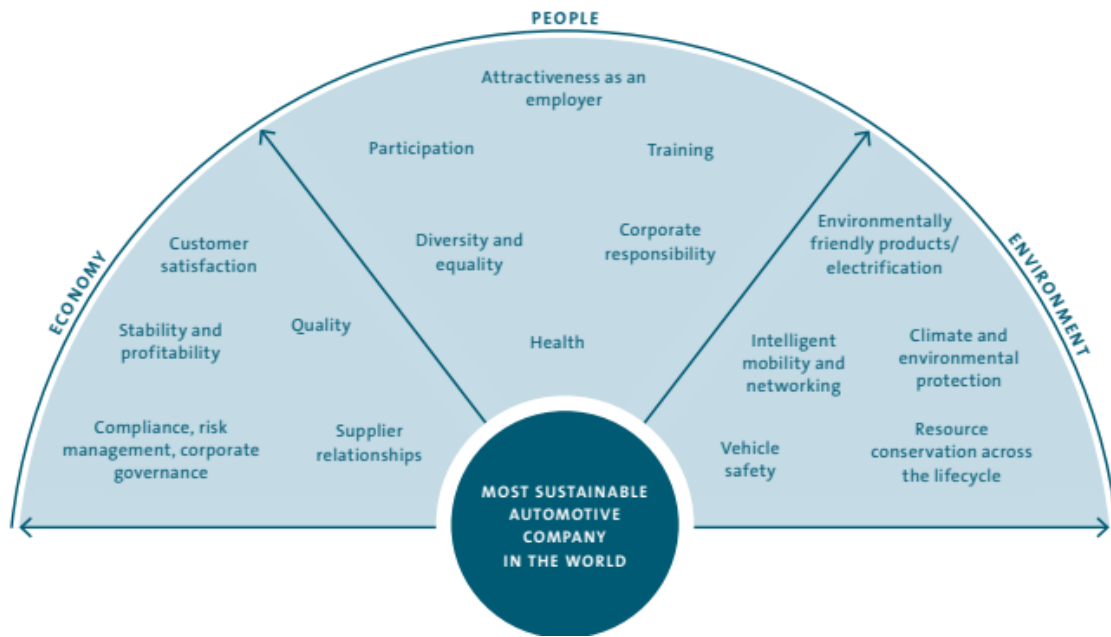 PEOPLE
Attractiveness as an
employer
Participation
Training
Diversity and
equality
Corporate
responsibility
Health
ECONOMY
Customer
satisfaction
Stability and
profitability
Quality
Compliance, risk
management, corporate
governance
Supplier
relationships
ENVIRONMENT
Environmentally
friendly products/
electrification
Intelligent
mobility and
networking
Climate and
environmental
protection
Vehicle
safety
Resource
conservation across
the lifecycle
MOST SUSTAINABLE
AUTOMOTIVE
COMPANY
IN THE WORLD